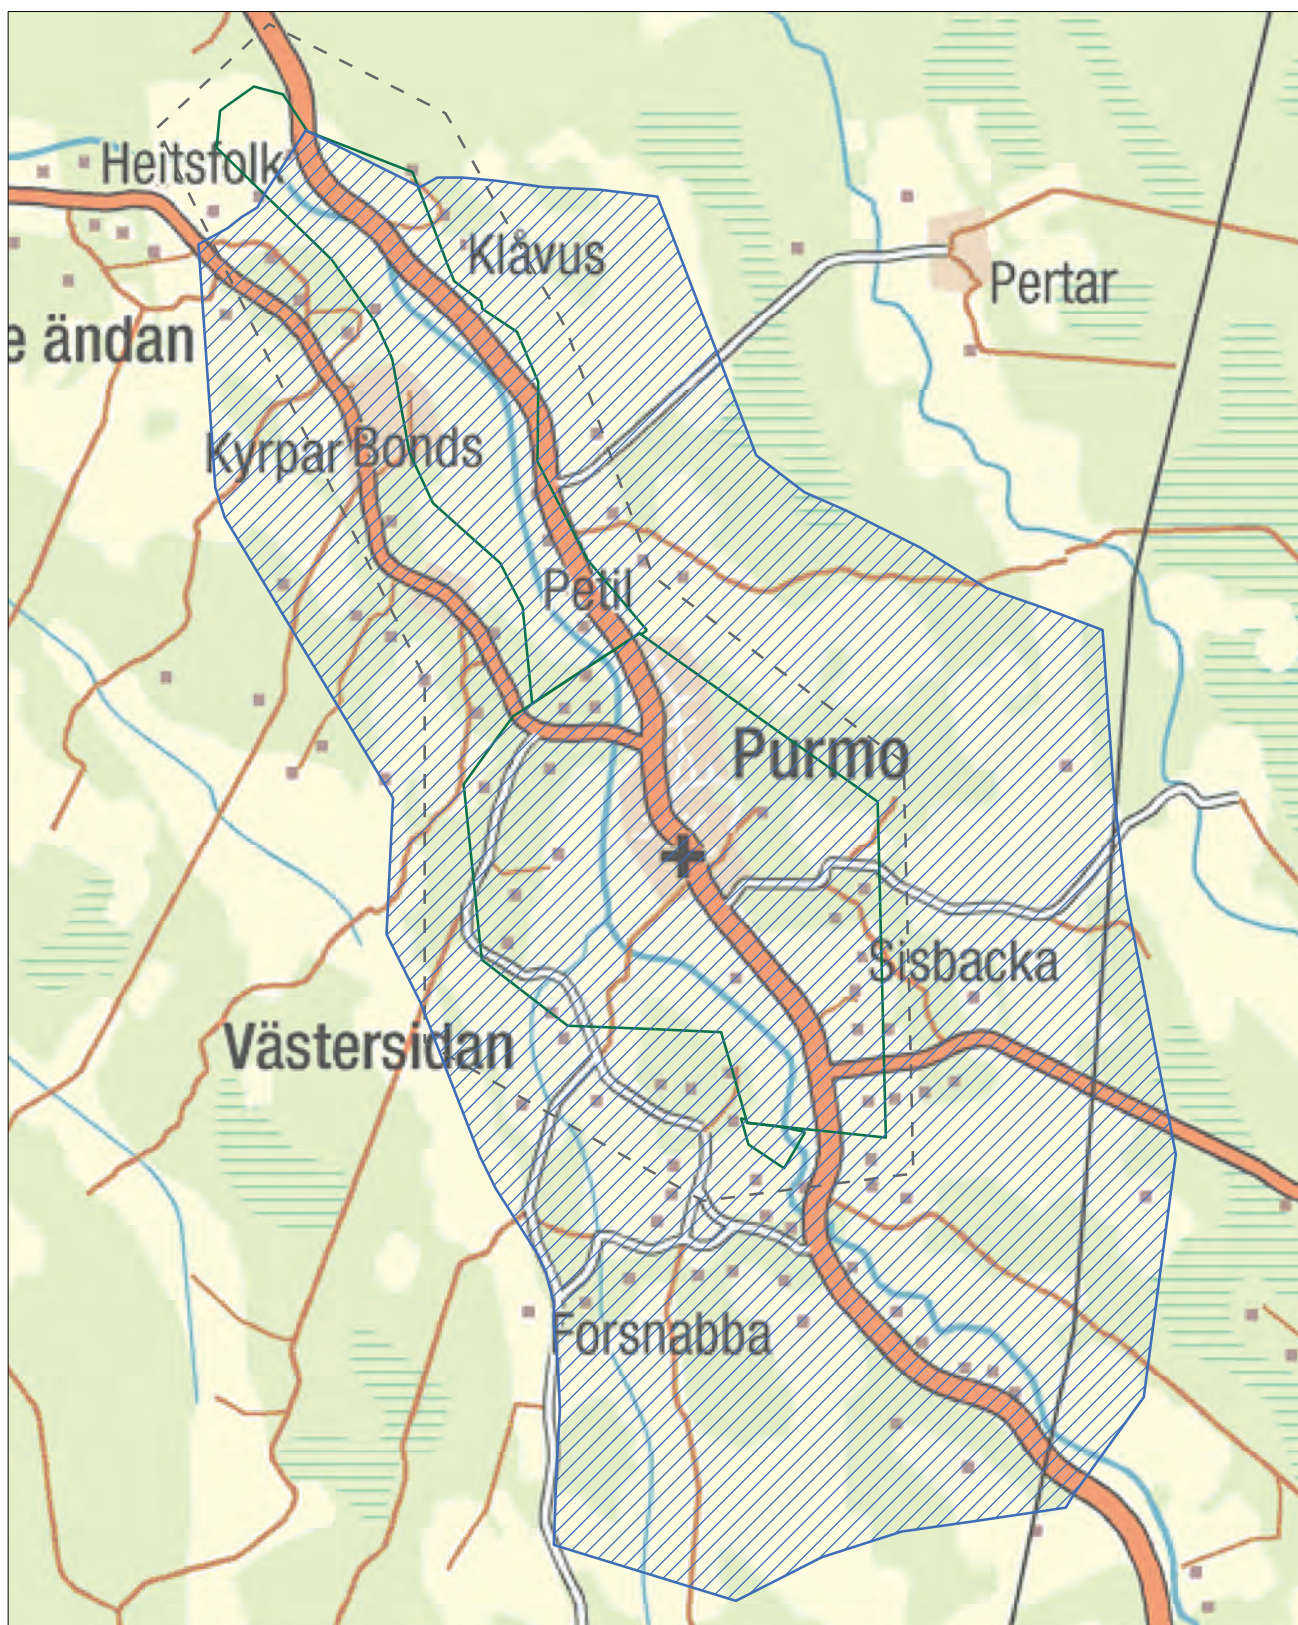 Heitsfolk
Klåvus
Pertar
e ändan
Kyrpar
Bonds
Petil
Purmo
Sisbacka
Västersidan
Forsnabba